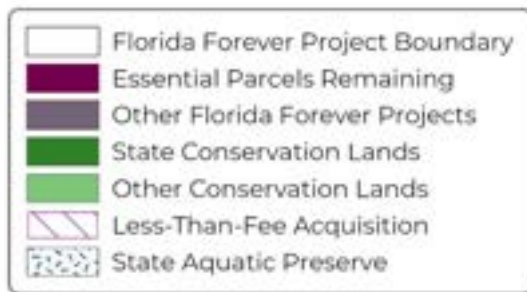 Florida Forever Project Boundary
Essential Parcels Remaining
Other Florida Forever Projects
State Conservation Lands
Other Conservation Lands
Less-Than-Fee Acquisition
State Aquatic Preserve